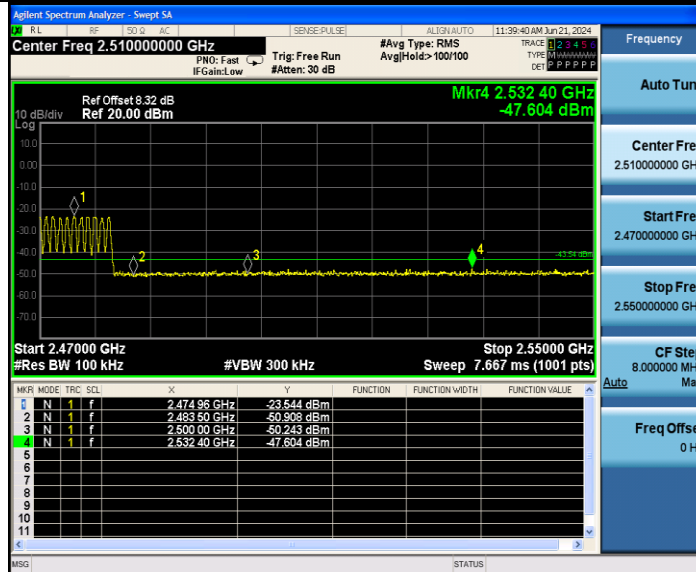 Agilent Spectrum Analyzer - Swept SA
RL RF 50 Ω AC SENSE:PULSE ALIGN AUTO 11:39:40 AM Jun 21, 2024
Center Freq 2.510000000 GHz
PNO: Fast
IFGain:Low
Trig: Free Run
#Atten: 30 dB
#Avg Type: RMS
Avg|Hold:>100/100
TRACE 1 2 3 4 5 6
TYPE M
DET P P P P P P
Ref Offset 8.32 dB
10 dB/div Ref 20.00 dBm
Log
Mkr4 2.532 40 GHz
-47.604 dBm
10.0
0.00
-10.0
-20.0
-30.0
-40.0
-50.0
-60.0
-70.0
1
2
3
4
-43.54 dBm
Start 2.47000 GHz Stop 2.55000 GHz
#Res BW 100 kHz #VBW 300 kHz Sweep 7.667 ms (1001 pts)
MKR MODE TRC SCL X Y FUNCTION FUNCTION WIDTH FUNCTION VALUE
1 N 1 f 2.474 96 GHz -23.544 dBm
2 N 1 f 2.483 50 GHz -50.908 dBm
3 N 1 f 2.500 00 GHz -50.243 dBm
4 N 1 f 2.532 40 GHz -47.604 dBm
5
6
7
8
9
10
11
MSG STATUS
Frequency
Auto Tun
Center Fre
2.510000000 GH
Start Fre
2.470000000 GH
Stop Fre
2.550000000 GH
CF Ste
8.000000 MH
Auto Ma
Freq Offse
0 H